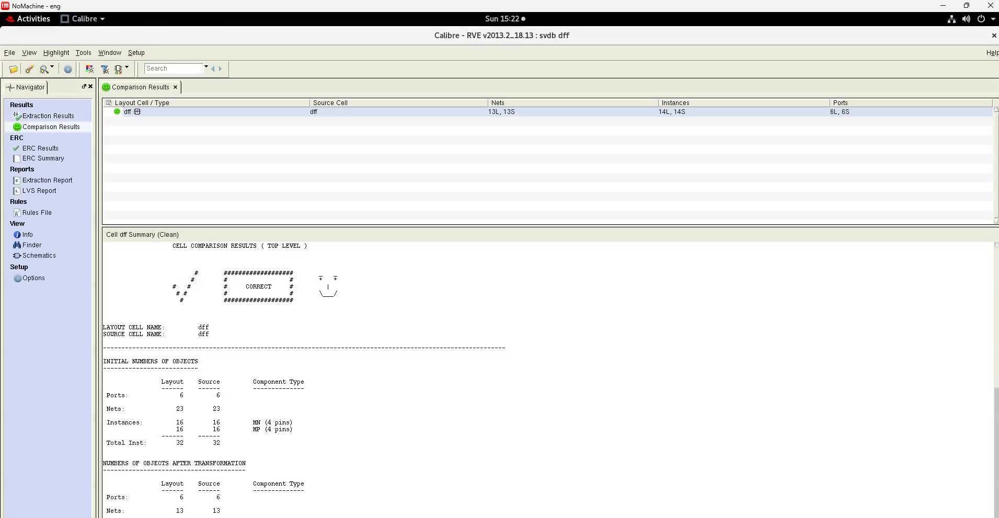 NoMachine - eng
Activities Calibre Sun 15:22
Calibre - RVE v2013.2_18.13 : svdb dff
File View Highlight Tools Window Setup Help
Search
Navigator
Results
Extraction Results
Comparison Results
ERC
ERC Results
ERC Summary
Reports
Extraction Report
LVS Report
Rules
Rules File
View
Info
Finder
Schematics
Setup
Options
Comparison Results
Layout Cell / Type Source Cell Nets Instances Ports
dff dff 13L, 13S 14L, 14S 6L, 6S
Cell dff Summary (Clean)
CELL COMPARISON RESULTS ( TOP LEVEL )
# ################### _ _
# # # * *
# # # CORRECT # |
# # # # \___/
# ###################
LAYOUT CELL NAME: dff
SOURCE CELL NAME: dff
--------------------------------------------------------------------------------------------------------------
INITIAL NUMBERS OF OBJECTS
--------------------------
Layout Source Component Type
------ ------ --------------
Ports: 6 6
Nets: 23 23
Instances: 16 16 MN (4 pins)
16 16 MP (4 pins)
------ ------
Total Inst: 32 32
NUMBERS OF OBJECTS AFTER TRANSFORMATION
---------------------------------------
Layout Source Component Type
------ ------ --------------
Ports: 6 6
Nets: 13 13